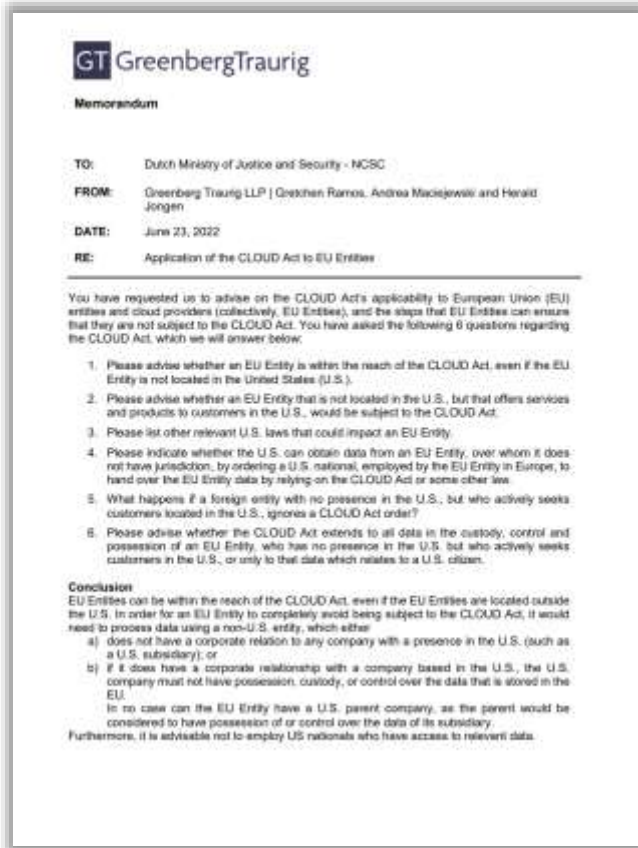 GT GreenbergTraurig
Memorandum
TO: Dutch Ministry of Justice and Security - NCSC
FROM: Greenberg Traurig LLP | Gretchen Ramos, Andrea Maciejewski and Herald
Jongen
DATE: June 23, 2022
RE: Application of the CLOUD Act to EU Entities
You have requested us to advise on the CLOUD Act's applicability to European Union (EU)
entities and cloud providers (collectively, EU Entities), and the steps that EU Entities can ensure
that they are not subject to the CLOUD Act. You have asked the following 6 questions regarding
the CLOUD Act, which we will answer below:
1. Please advise whether an EU Entity is within the reach of the CLOUD Act, even if the EU
Entity is not located in the United States (U.S.).
2. Please advise whether an EU Entity that is not located in the U.S., but that offers services
and products to customers in the U.S., would be subject to the CLOUD Act.
3. Please list other relevant U.S. laws that could impact an EU Entity.
4. Please indicate whether the U.S. can obtain data from an EU Entity, over whom it does
not have jurisdiction, by ordering a U.S. national, employed by the EU Entity in Europe, to
hand over the EU Entity data by relying on the CLOUD Act or some other law.
5. What happens if a foreign entity with no presence in the U.S., but who actively seeks
customers located in the U.S., ignores a CLOUD Act order?
6. Please advise whether the CLOUD Act extends to all data in the custody, control and
possession of an EU Entity, who has no presence in the U.S. but who actively seeks
customers in the U.S., or only to that data which relates to a U.S. citizen.
Conclusion
EU Entities can be within the reach of the CLOUD Act, even if the EU Entities are located outside
the U.S. In order for an EU Entity to completely avoid being subject to the CLOUD Act, it would
need to process data using a non-U.S. entity, which either
a) does not have a corporate relation to any company with a presence in the U.S. (such as
a U.S. subsidiary); or
b) if it does have a corporate relationship with a company based in the U.S., the U.S.
company must not have possession, custody, or control over the data that is stored in the
EU.
In no case can the EU Entity have a U.S. parent company, as the parent would be
considered to have possession of or control over the data of its subsidiary.
Furthermore, it is advisable not to employ US nationals who have access to relevant data.